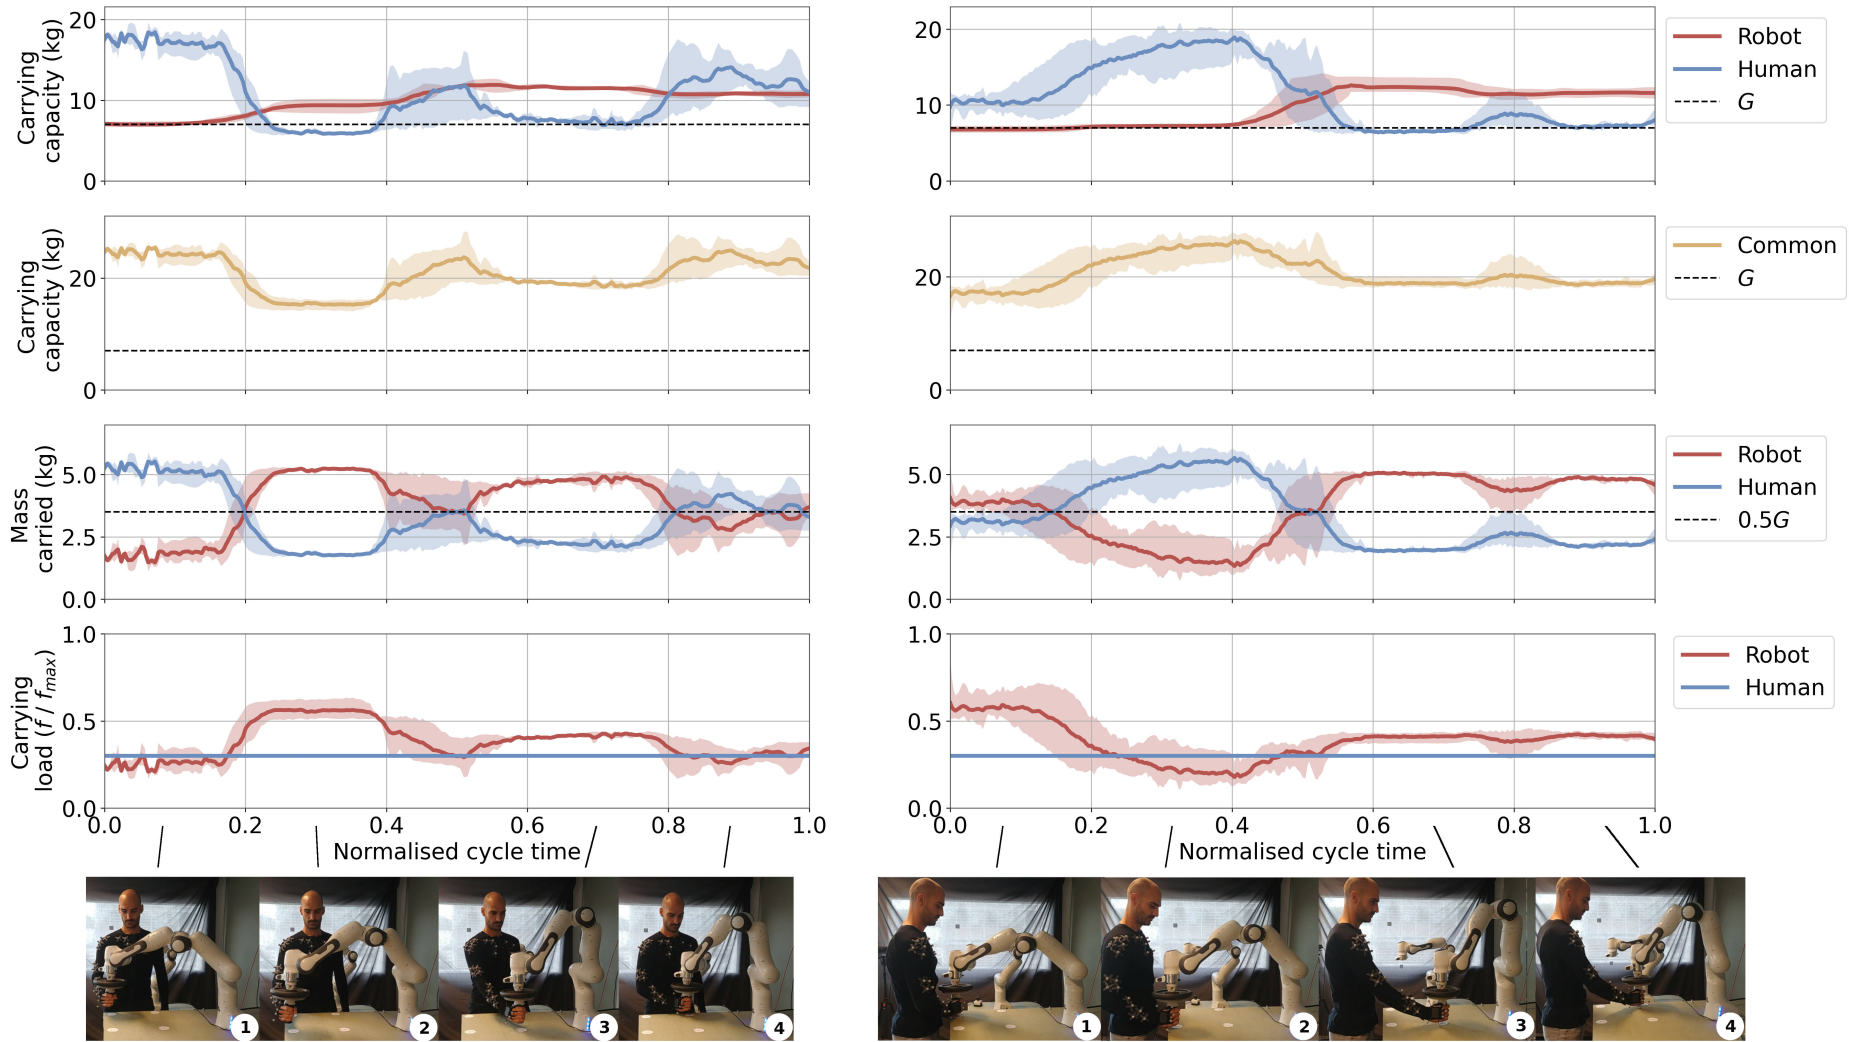 Carrying
capacity (kg)
20
10
0
20
10
0
Robot
Human
G
Carrying
capacity (kg)
20
0
20
0
Common
G
Mass
carried (kg)
5.0
2.5
0.0
5.0
2.5
0.0
Robot
Human
0.5G
Carrying
load (f / f_max)
1.0
0.5
0.0
0.0 0.2 0.4 0.6 0.8 1.0
Normalised cycle time
1.0
0.5
0.0
0.0 0.2 0.4 0.6 0.8 1.0
Normalised cycle time
Robot
Human
1 2 3 4
1 2 3 4